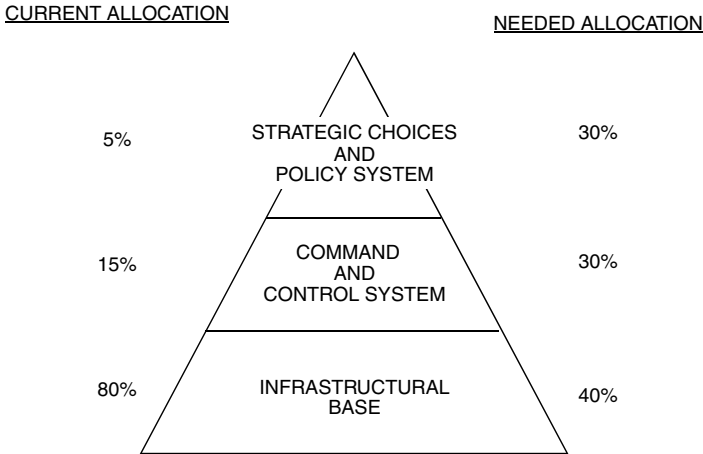 CURRENT ALLOCATION
NEEDED ALLOCATION
5%
STRATEGIC CHOICES
AND
POLICY SYSTEM
30%
15%
COMMAND
AND
CONTROL SYSTEM
30%
80%
INFRASTRUCTURAL
BASE
40%